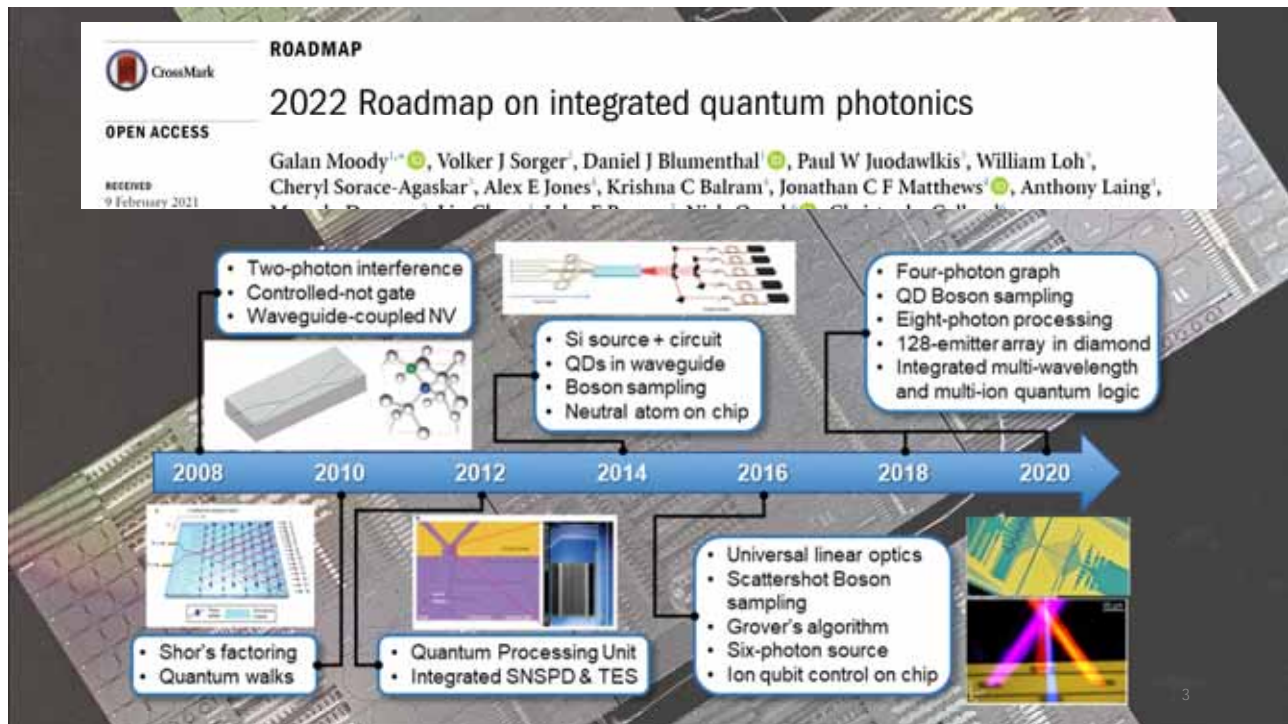 ROADMAP
CrossMark
2022 Roadmap on integrated quantum photonics
OPEN ACCESS
Galan Moody, Volker J Sorger, Daniel J Blumenthal, Paul W Juodawlkis, William Loh,
RECEIVED
Cheryl Sorace-Agaskar, Alex E Jones, Krishna C Balram, Jonathan C F Matthews, Anthony Laing,
9 February 2021
• Two-photon interference
• Controlled-not gate
• Waveguide-coupled NV
• Si source + circuit
• QDs in waveguide
• Boson sampling
• Neutral atom on chip
• Four-photon graph
• QD Boson sampling
• Eight-photon processing
• 128-emitter array in diamond
• Integrated multi-wavelength
and multi-ion quantum logic
2008 2010 2012 2014 2016 2018 2020
• Shor's factoring
• Quantum walks
• Quantum Processing Unit
• Integrated SNSPD & TES
• Universal linear optics
• Scattershot Boson
sampling
• Grover's algorithm
• Six-photon source
• Ion qubit control on chip
3